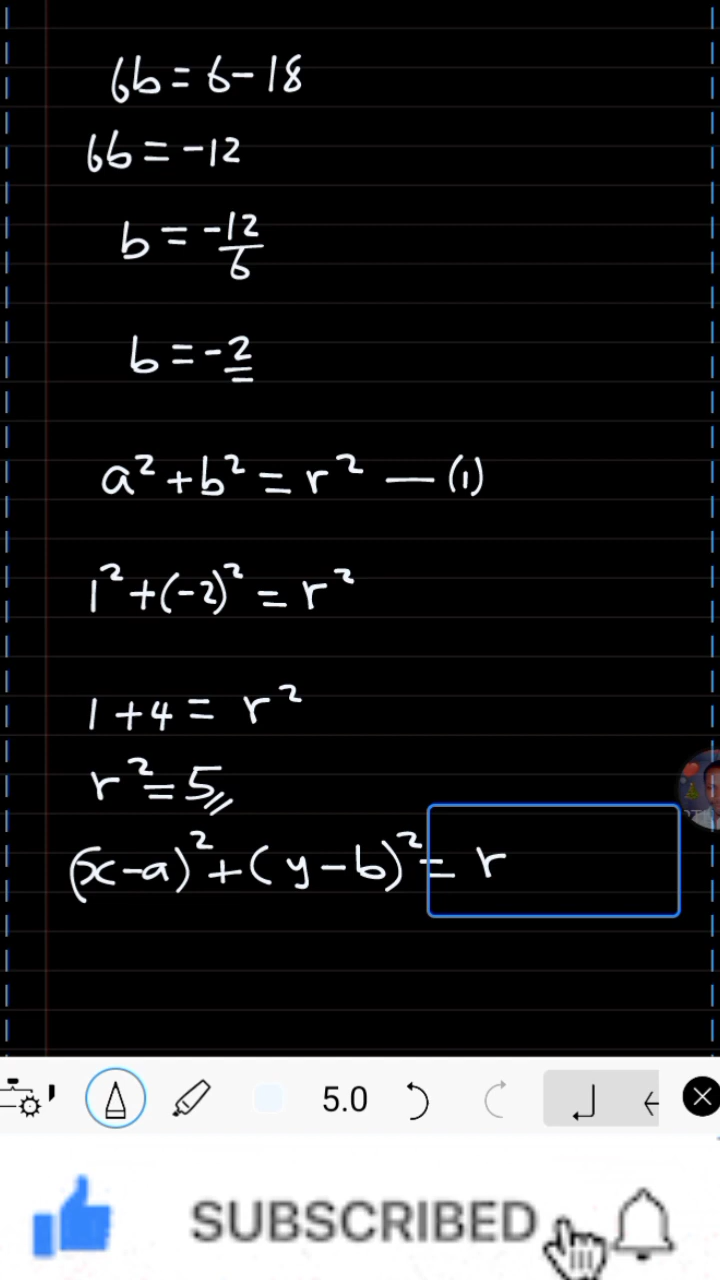 6b = 6 - 18
6b = -12
b = -12/6
b = -2
a² + b² = r² — (1)
1² + (-2)² = r²
1 + 4 = r²
r² = 5
(x-a)² + (y-b)² = r
5.0
SUBSCRIBED